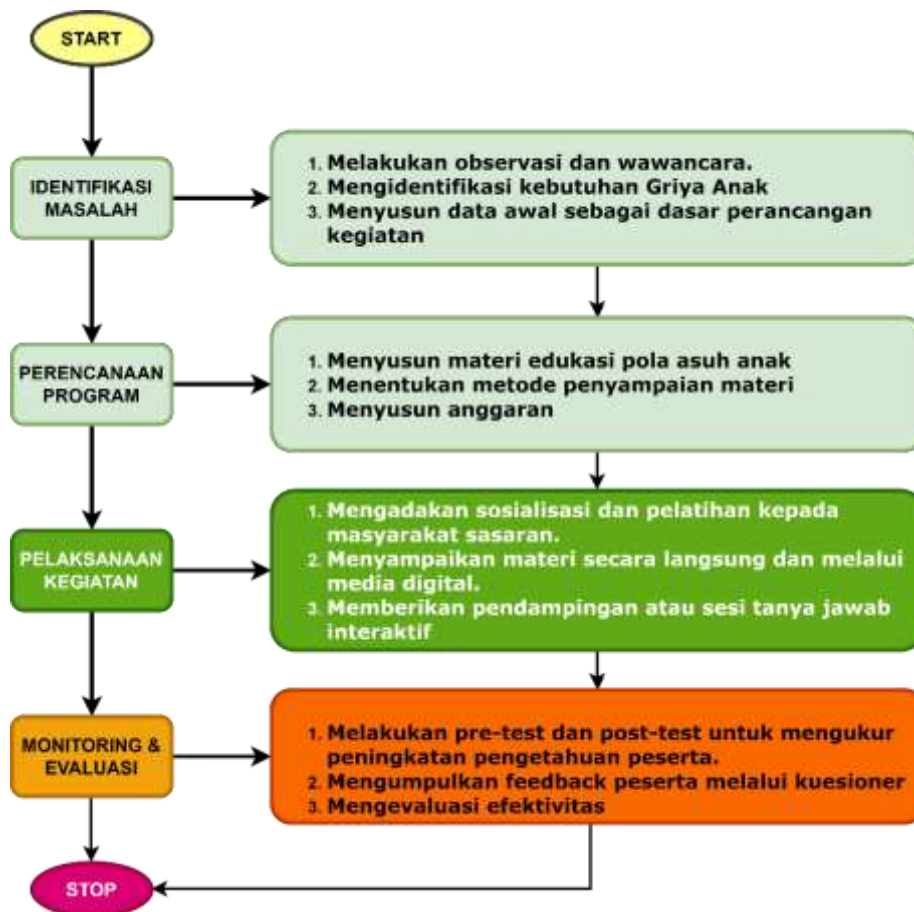 START
IDENTIFIKASI
MASALAH
1. Melakukan observasi dan wawancara.
2. Mengidentifikasi kebutuhan Griya Anak
3. Menyusun data awal sebagai dasar perancangan
kegiatan
PERENCANAAN
PROGRAM
1. Menyusun materi edukasi pola asuh anak
2. Menentukan metode penyampaian materi
3. Menyusun anggaran
PELAKSANAAN
KEGIATAN
1. Mengadakan sosialisasi dan pelatihan kepada
masyarakat sasaran.
2. Menyampaikan materi secara langsung dan melalui
media digital.
3. Memberikan pendampingan atau sesi tanya jawab
interaktif
MONITORING &
EVALUASI
1. Melakukan pre-test dan post-test untuk mengukur
peningkatan pengetahuan peserta.
2. Mengumpulkan feedback peserta melalui kuesioner
3. Mengevaluasi efektivitas
STOP